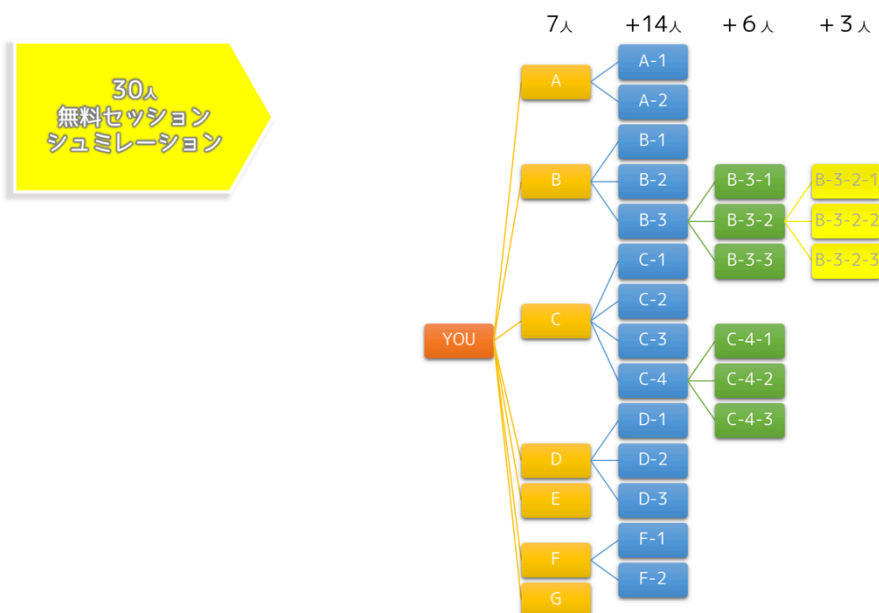 7人 +14人 +6人 +3人
30人
無料セッション
シュミレーション
YOU
A
B
C
D
E
F
G
A-1
A-2
B-1
B-2
B-3
C-1
C-2
C-3
C-4
D-1
D-2
D-3
F-1
F-2
B-3-1
B-3-2
B-3-3
C-4-1
C-4-2
C-4-3
B-3-2-1
B-3-2-2
B-3-2-3